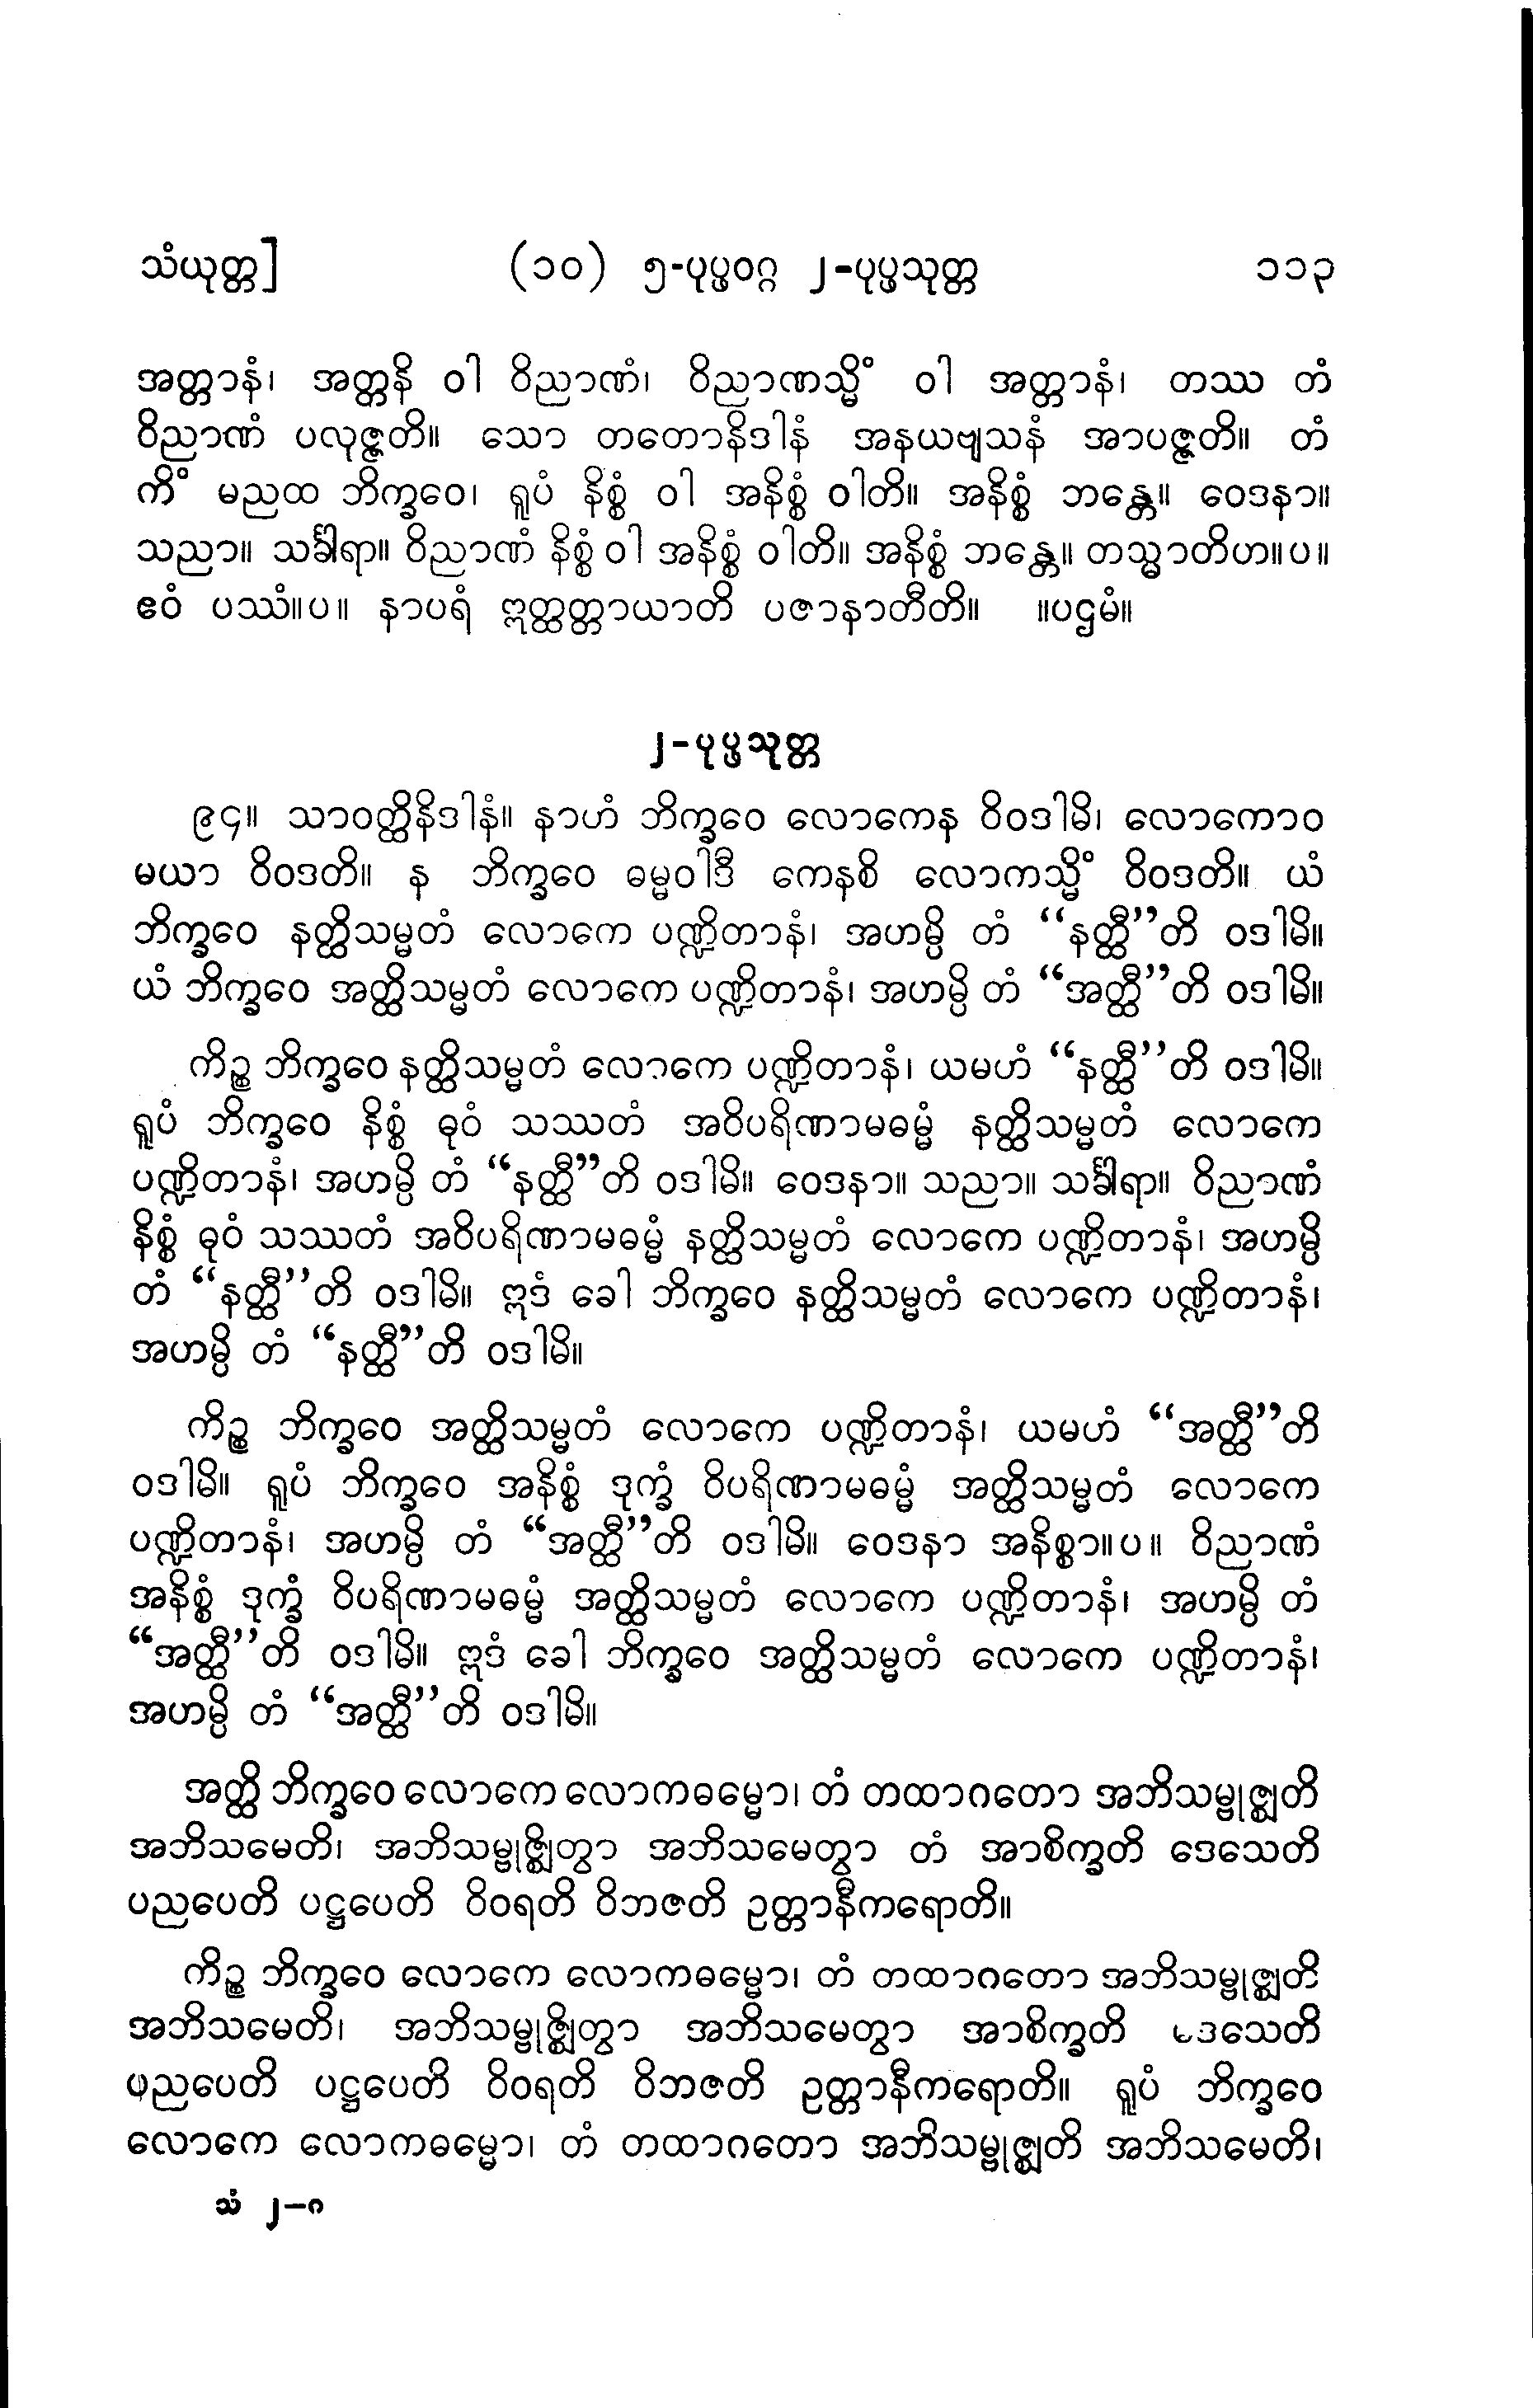 သံယုတ္တ] (၁၀) ၅-ပုပ္ဖဝဂ္ဂ ၂-ပုပ္ဖသုတ္တ ၁၁၃
အတ္တာနံ၊ အတ္တနိ ဝါ ဝိညာဏံ၊ ဝိညာဏသ္မိံ ဝါ အတ္တာနံ၊ တဿ တံ
ဝိညာဏံ ပလုဇ္ဇတိ။ သော တတောနိဒါနံ အနယဗျသနံ အာပဇ္ဇတိ။ တံ
ကိံ မညထ ဘိက္ခဝေ၊ ရူပံ နိစ္စံ ဝါ အနိစ္စံ ဝါတိ။ အနိစ္စံ ဘန္တေ။ ဝေဒနာ။
သညာ။ သင်္ခါရာ။ ဝိညာဏံ နိစ္စံ ဝါ အနိစ္စံ ဝါတိ။ အနိစ္စံ ဘန္တေ။ တသ္မာတိဟ။ပ။
ဧဝံ ပဿံ။ပ။ နာပရံ ဣတ္ထတ္တာယာတိ ပဇာနာတီတိ။ ။ပဌမံ။
၂-ပုပ္ဖသုတ္တ
၉၄။ သာဝတ္ထိနိဒါနံ။ နာဟံ ဘိက္ခဝေ လောကေန ဝိဝဒါမိ၊ လောကောဝ
မယာ ဝိဝဒတိ။ န ဘိက္ခဝေ ဓမ္မဝါဒီ ကေနစိ လောကသ္မိံ ဝိဝဒတိ။ ယံ
ဘိက္ခဝေ နတ္ထိသမ္မတံ လောကေ ပဏ္ဍိတာနံ၊ အဟမ္ပိ တံ “နတ္ထီ”တိ ဝဒါမိ။
ယံ ဘိက္ခဝေ အတ္ထိသမ္မတံ လောကေ ပဏ္ဍိတာနံ၊ အဟမ္ပိ တံ “အတ္ထီ”တိ ဝဒါမိ။
ကိဉ္စ ဘိက္ခဝေ နတ္ထိသမ္မတံ လောကေ ပဏ္ဍိတာနံ၊ ယမဟံ “နတ္ထီ”တိ ဝဒါမိ။
ရူပံ ဘိက္ခဝေ နိစ္စံ ဓုဝံ သဿတံ အဝိပရိဏာမဓမ္မံ နတ္ထိသမ္မတံ လောကေ
ပဏ္ဍိတာနံ၊ အဟမ္ပိ တံ “နတ္ထီ”တိ ဝဒါမိ။ ဝေဒနာ။ သညာ။ သင်္ခါရာ။ ဝိညာဏံ
နိစ္စံ ဓုဝံ သဿတံ အဝိပရိဏာမဓမ္မံ နတ္ထိသမ္မတံ လောကေ ပဏ္ဍိတာနံ၊ အဟမ္ပိ
တံ “နတ္ထီ”တိ ဝဒါမိ။ ဣဒံ ခေါ ဘိက္ခဝေ နတ္ထိသမ္မတံ လောကေ ပဏ္ဍိတာနံ၊
အဟမ္ပိ တံ “နတ္ထီ”တိ ဝဒါမိ။
ကိဉ္စ ဘိက္ခဝေ အတ္ထိသမ္မတံ လောကေ ပဏ္ဍိတာနံ၊ ယမဟံ “အတ္ထီ”တိ
ဝဒါမိ။ ရူပံ ဘိက္ခဝေ အနိစ္စံ ဒုက္ခံ ဝိပရိဏာမဓမ္မံ အတ္ထိသမ္မတံ လောကေ
ပဏ္ဍိတာနံ၊ အဟမ္ပိ တံ “အတ္ထီ”တိ ဝဒါမိ။ ဝေဒနာ အနိစ္စာ။ပ။ ဝိညာဏံ
အနိစ္စံ ဒုက္ခံ ဝိပရိဏာမဓမ္မံ အတ္ထိသမ္မတံ လောကေ ပဏ္ဍိတာနံ၊ အဟမ္ပိ တံ
“အတ္ထီ”တိ ဝဒါမိ။ ဣဒံ ခေါ ဘိက္ခဝေ အတ္ထိသမ္မတံ လောကေ ပဏ္ဍိတာနံ၊
အဟမ္ပိ တံ “အတ္ထီ”တိ ဝဒါမိ။
အတ္ထိ ဘိက္ခဝေ လောကေ လောကဓမ္မော၊ တံ တထာဂတော အဘိသမ္ဗုဇ္ဈတိ
အဘိသမေတိ၊ အဘိသမ္ဗုဇ္ဈိတွာ အဘိသမေတွာ တံ အာစိက္ခတိ ဒေသေတိ
ပညပေတိ ပဋ္ဌပေတိ ဝိဝရတိ ဝိဘဇတိ ဥတ္တာနီကရောတိ။
ကိဉ္စ ဘိက္ခဝေ လောကေ လောကဓမ္မော၊ တံ တထာဂတော အဘိသမ္ဗုဇ္ဈတိ
အဘိသမေတိ၊ အဘိသမ္ဗုဇ္ဈိတွာ အဘိသမေတွာ အာစိက္ခတိ ဒေသေတိ
ပညပေတိ ပဋ္ဌပေတိ ဝိဝရတိ ဝိဘဇတိ ဥတ္တာနီကရောတိ။ ရူပံ ဘိက္ခဝေ
လောကေ လောကဓမ္မော၊ တံ တထာဂတော အဘိသမ္ဗုဇ္ဈတိ အဘိသမေတိ၊
သံ ၂–ဂ